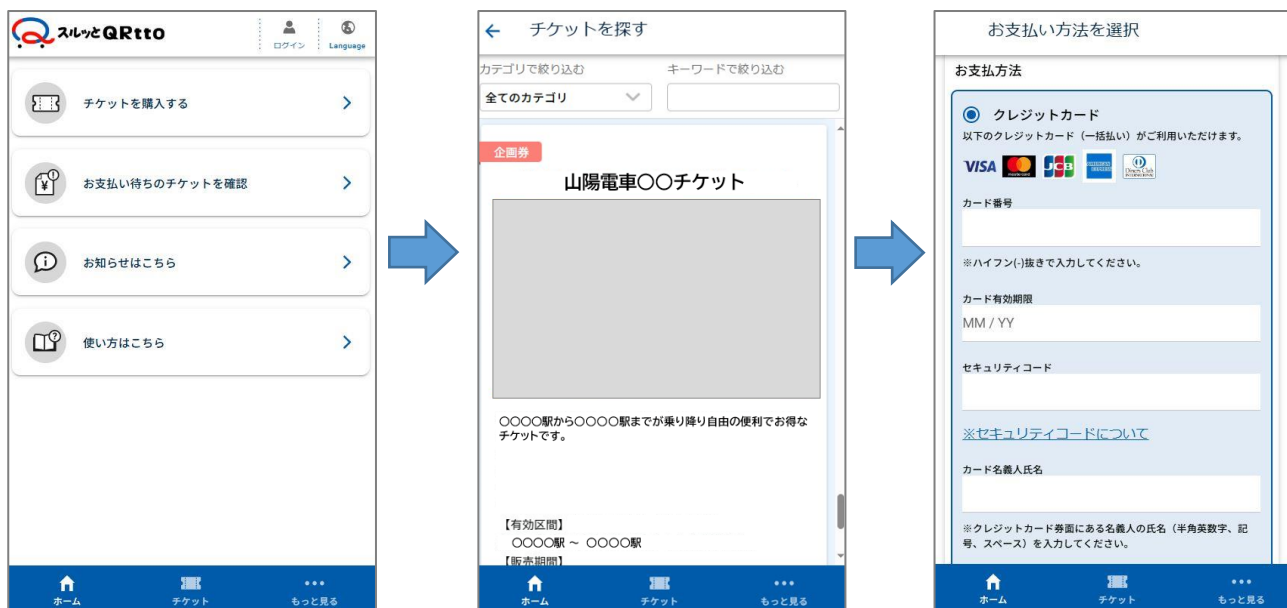 スルッとQRtto
ログイン
Language
チケットを購入する
お支払い待ちのチケットを確認
お知らせはこちら
使い方はこちら
ホーム
チケット
もっと見る
チケットを探す
カテゴリで絞り込む
キーワードで絞り込む
全てのカテゴリ
企画券
山陽電車〇〇チケット
〇〇〇〇駅から〇〇〇〇駅までが乗り降り自由の便利でお得な
チケットです。
【有効区間】
〇〇〇〇駅 ～ 〇〇〇〇駅
【販売期間】
ホーム
チケット
もっと見る
お支払い方法を選択
お支払方法
クレジットカード
以下のクレジットカード（一括払い）がご利用いただけます。
VISA
mastercard
JCB
AMERICAN EXPRESS
Diners Club
INTERNATIONAL
カード番号
※ハイフン(-)抜きで入力してください。
カード有効期限
MM / YY
セキュリティコード
※セキュリティコードについて
カード名義人氏名
※クレジットカード券面にある名義人の氏名（半角英数字、記
号、スペース）を入力してください。
ホーム
チケット
もっと見る